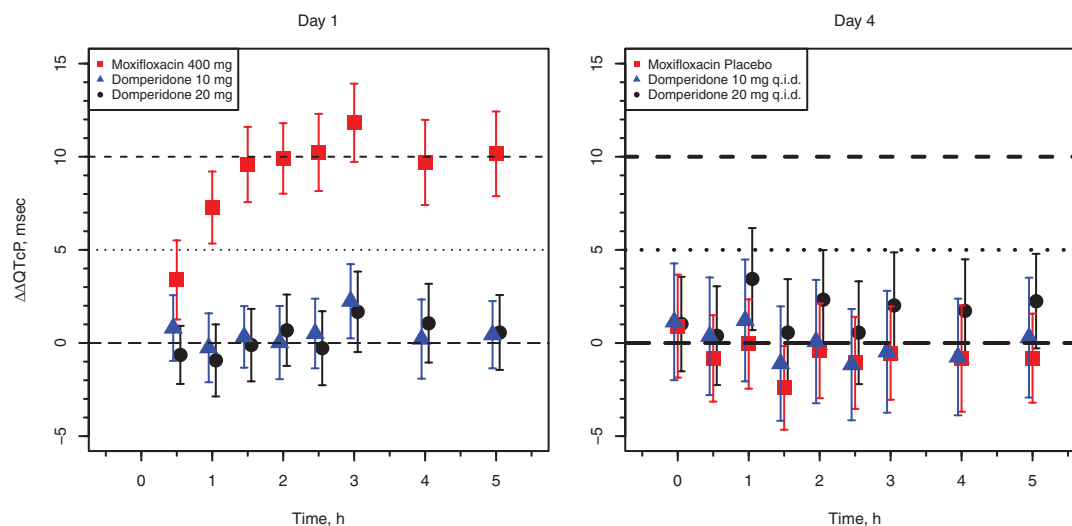 Day 1
Moxifloxacin 400 mg
Domperidone 10 mg
Domperidone 20 mg
ΔΔQTcP, msec
15
10
5
0
−5
0 1 2 3 4 5
Time, h
Day 4
Moxifloxacin Placebo
Domperidone 10 mg q.i.d.
Domperidone 20 mg q.i.d.
15
10
5
0
−5
0 1 2 3 4 5
Time, h